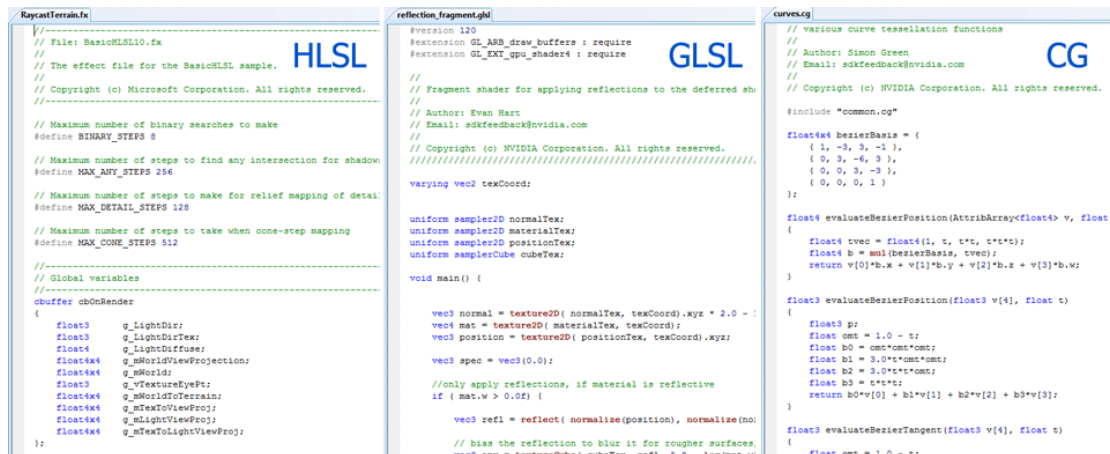 RaycastTerrain.fx
//-----------------------------------------------------------------
// File: BasicHLSL10.fx
//
// The effect file for the BasicHLSL sample.
//
// Copyright (c) Microsoft Corporation. All rights reserved.
//-----------------------------------------------------------------
HLSL
// Maximum number of binary searches to make
#define BINARY_STEPS 8
// Maximum number of steps to find any intersection for shadow
#define MAX_ANY_STEPS 256
// Maximum number of steps to make for relief mapping of detai
#define MAX_DETAIL_STEPS 128
// Maximum number of steps to take when cone-step mapping
#define MAX_CONE_STEPS 512
//-----------------------------------------------------------------
// Global variables
//-----------------------------------------------------------------
cbuffer cbOnRender
{
float3 g_LightDir;
float3 g_LightDirTex;
float4 g_LightDiffuse;
float4x4 g_mWorldViewProjection;
float4x4 g_mWorld;
float3 g_vTextureEyePt;
float4x4 g_mWorldToTerrain;
float4x4 g_mTexToViewProj;
float4x4 g_mLightViewProj;
float4x4 g_mTexToLightViewProj;
};
reflection_fragment.glsl
#version 120
#extension GL_ARB_draw_buffers : require
#extension GL_EXT_gpu_shader4 : require
GLSL
//
// Fragment shader for applying reflections to the deferred sh
//
// Author: Evan Hart
// Email: sdkfeedback@nvidia.com
//
// Copyright (c) NVIDIA Corporation. All rights reserved.
////////////////////////////////////////////////////////////////
varying vec2 texCoord;
uniform sampler2D normalTex;
uniform sampler2D materialTex;
uniform sampler2D positionTex;
uniform samplerCube cubeTex;
void main() {
vec3 normal = texture2D( normalTex, texCoord).xyz * 2.0 -
vec4 mat = texture2D( materialTex, texCoord);
vec3 position = texture2D( positionTex, texCoord).xyz;
vec3 spec = vec3(0.0);
//only apply reflections, if material is reflective
if ( mat.w > 0.0f) {
vec3 refl = reflect( normalize(position), normalize(no
// bias the reflection to blur it for rougher surfaces,
curves.cg
// various curve tessellation functions
//
// Author: Simon Green
// Email: sdkfeedback@nvidia.com
//
// Copyright (c) NVIDIA Corporation. All rights reserved.
CG
#include "common.cg"
float4x4 bezierBasis = {
{ 1, -3, 3, -1 },
{ 0, 3, -6, 3 },
{ 0, 0, 3, -3 },
{ 0, 0, 0, 1 }
};
float4 evaluateBezierPosition(AttribArray<float4> v, float
{
float4 tvec = float4(1, t, t*t, t*t*t);
float4 b = mul(bezierBasis, tvec);
return v[0]*b.x + v[1]*b.y + v[2]*b.z + v[3]*b.w;
}
float3 evaluateBezierPosition(float3 v[4], float t)
{
float3 p;
float omt = 1.0 - t;
float b0 = omt*omt*omt;
float b1 = 3.0*t*omt*omt;
float b2 = 3.0*t*t*omt;
float b3 = t*t*t;
return b0*v[0] + b1*v[1] + b2*v[2] + b3*v[3];
}
float3 evaluateBezierTangent(float3 v[4], float t)
{
float omt = 1.0 - t;